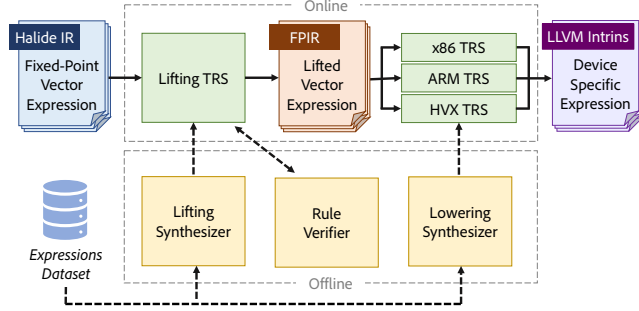 Online
Halide IR
Fixed-Point
Vector
Expression
Lifting TRS
FPIR
Lifted
Vector
Expression
x86 TRS
ARM TRS
HVX TRS
LLVM Intrins
Device
Specific
Expression
Expressions
Dataset
Lifting
Synthesizer
Rule
Verifier
Lowering
Synthesizer
Offline